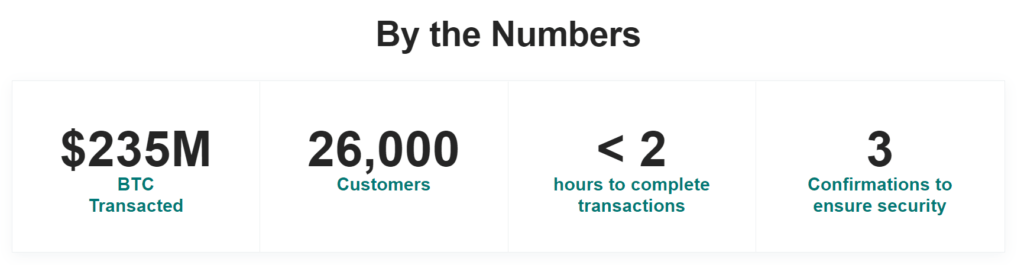 By the Numbers
$235M
BTC
Transacted
26,000
Customers
< 2
hours to complete
transactions
3
Confirmations to
ensure security